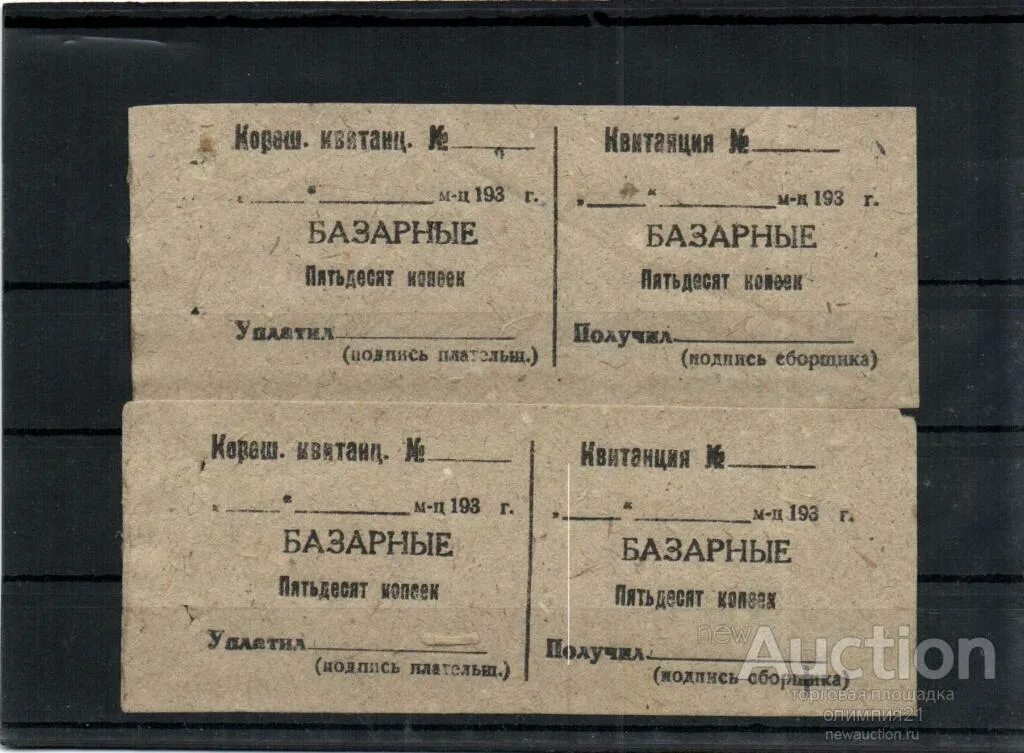 Кореш. квитанц. №
" " м-ц 193 г.
БАЗАРНЫЕ
Пятьдесят копеек
Уплатил
(подпись плательщ.)
Квитанция №
„ " м-ц 193 г.
БАЗАРНЫЕ
Пятьдесят копеек
Получил
(подпись сборщика)
Кореш. квитанц. №
" " м-ц 193 г.
БАЗАРНЫЕ
Пятьдесят копеек
Уплатил
(подпись плательщ.)
Квитанция №
„ " м-ц 193 г.
БАЗАРНЫЕ
Пятьдесят копеек
Получил
(подпись сборщика)
newAuction
торговая площадка
олимпия21
newauction.ru